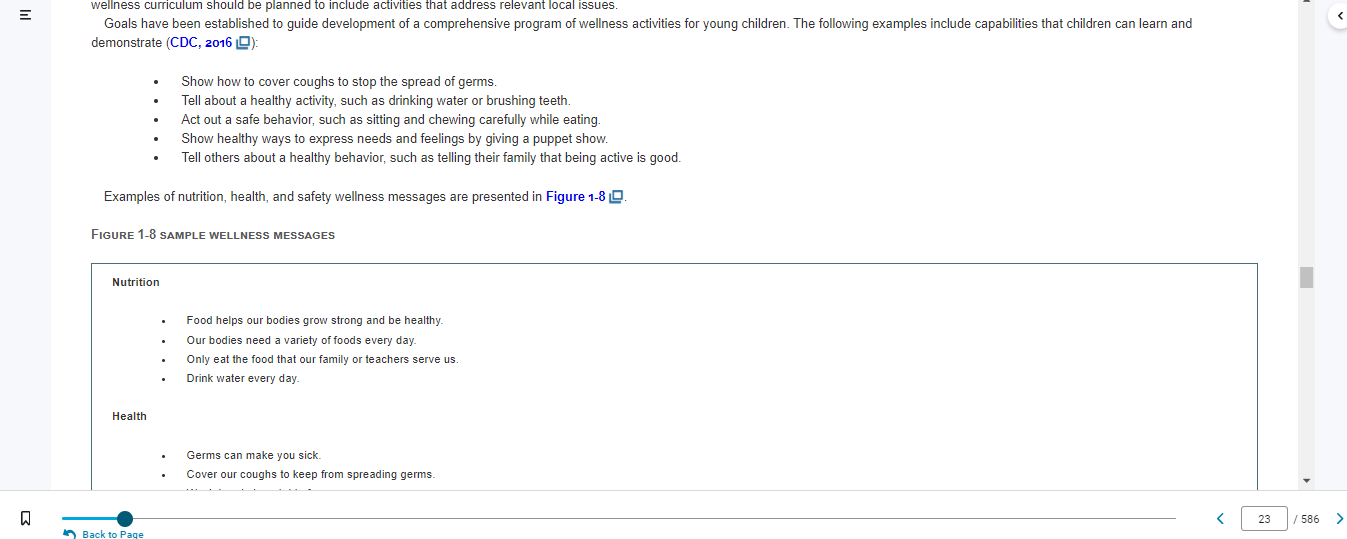 wellness curriculum should be planned to include activities that address relevant local issues.
Goals have been established to guide development of a comprehensive program of wellness activities for young children. The following examples include capabilities that children can learn and
demonstrate (CDC, 2016):
• Show how to cover coughs to stop the spread of germs.
• Tell about a healthy activity, such as drinking water or brushing teeth.
• Act out a safe behavior, such as sitting and chewing carefully while eating.
• Show healthy ways to express needs and feelings by giving a puppet show.
• Tell others about a healthy behavior, such as telling their family that being active is good.
Examples of nutrition, health, and safety wellness messages are presented in Figure 1-8.
FIGURE 1-8 SAMPLE WELLNESS MESSAGES
Nutrition
• Food helps our bodies grow strong and be healthy.
• Our bodies need a variety of foods every day.
• Only eat the food that our family or teachers serve us.
• Drink water every day.
Health
• Germs can make you sick.
• Cover our coughs to keep from spreading germs.
23 / 586
Back to Page